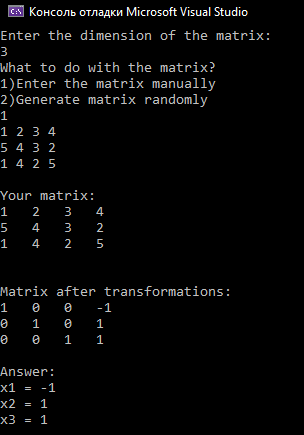 Консоль отладки Microsoft Visual Studio
Enter the dimension of the matrix:
3
What to do with the matrix?
1)Enter the matrix manually
2)Generate matrix randomly
1
1 2 3 4
5 4 3 2
1 4 2 5
Your matrix:
1 2 3 4
5 4 3 2
1 4 2 5
Matrix after transformations:
1 0 0 -1
0 1 0 1
0 0 1 1
Answer:
x1 = -1
x2 = 1
x3 = 1